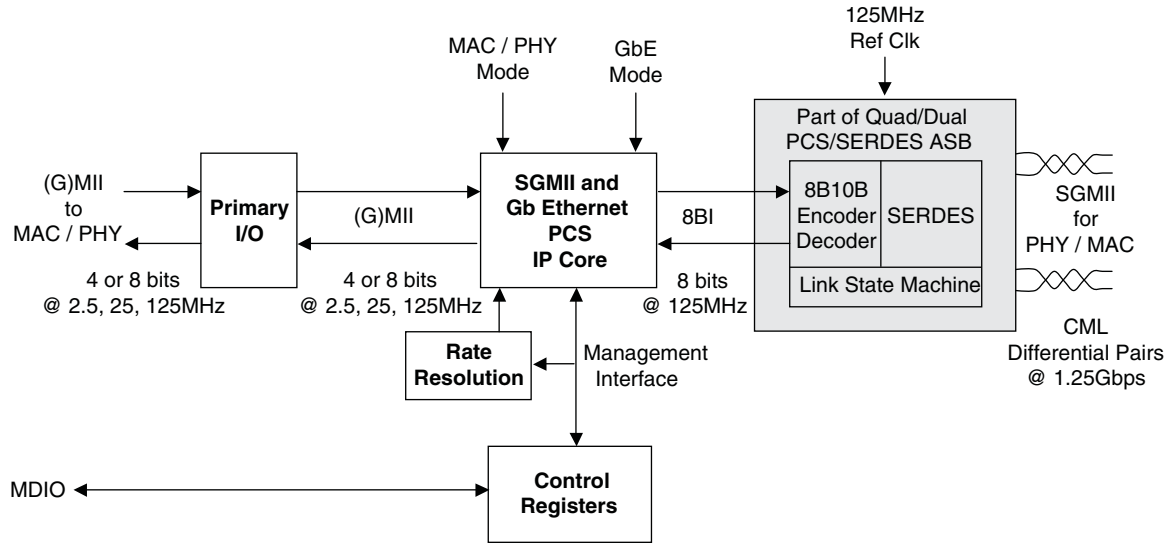 125MHz
Ref Clk
MAC / PHY
Mode
GbE
Mode
Part of Quad/Dual
PCS/SERDES ASB
(G)MII
to
MAC / PHY
Primary
I/O
(G)MII
SGMII and
Gb Ethernet
PCS
IP Core
8BI
8B10B
Encoder
Decoder
SERDES
Link State Machine
SGMII
for
PHY / MAC
4 or 8 bits
@ 2.5, 25, 125MHz
4 or 8 bits
@ 2.5, 25, 125MHz
8 bits
@ 125MHz
CML
Differential Pairs
@ 1.25Gbps
Rate
Resolution
Management
Interface
MDIO
Control
Registers